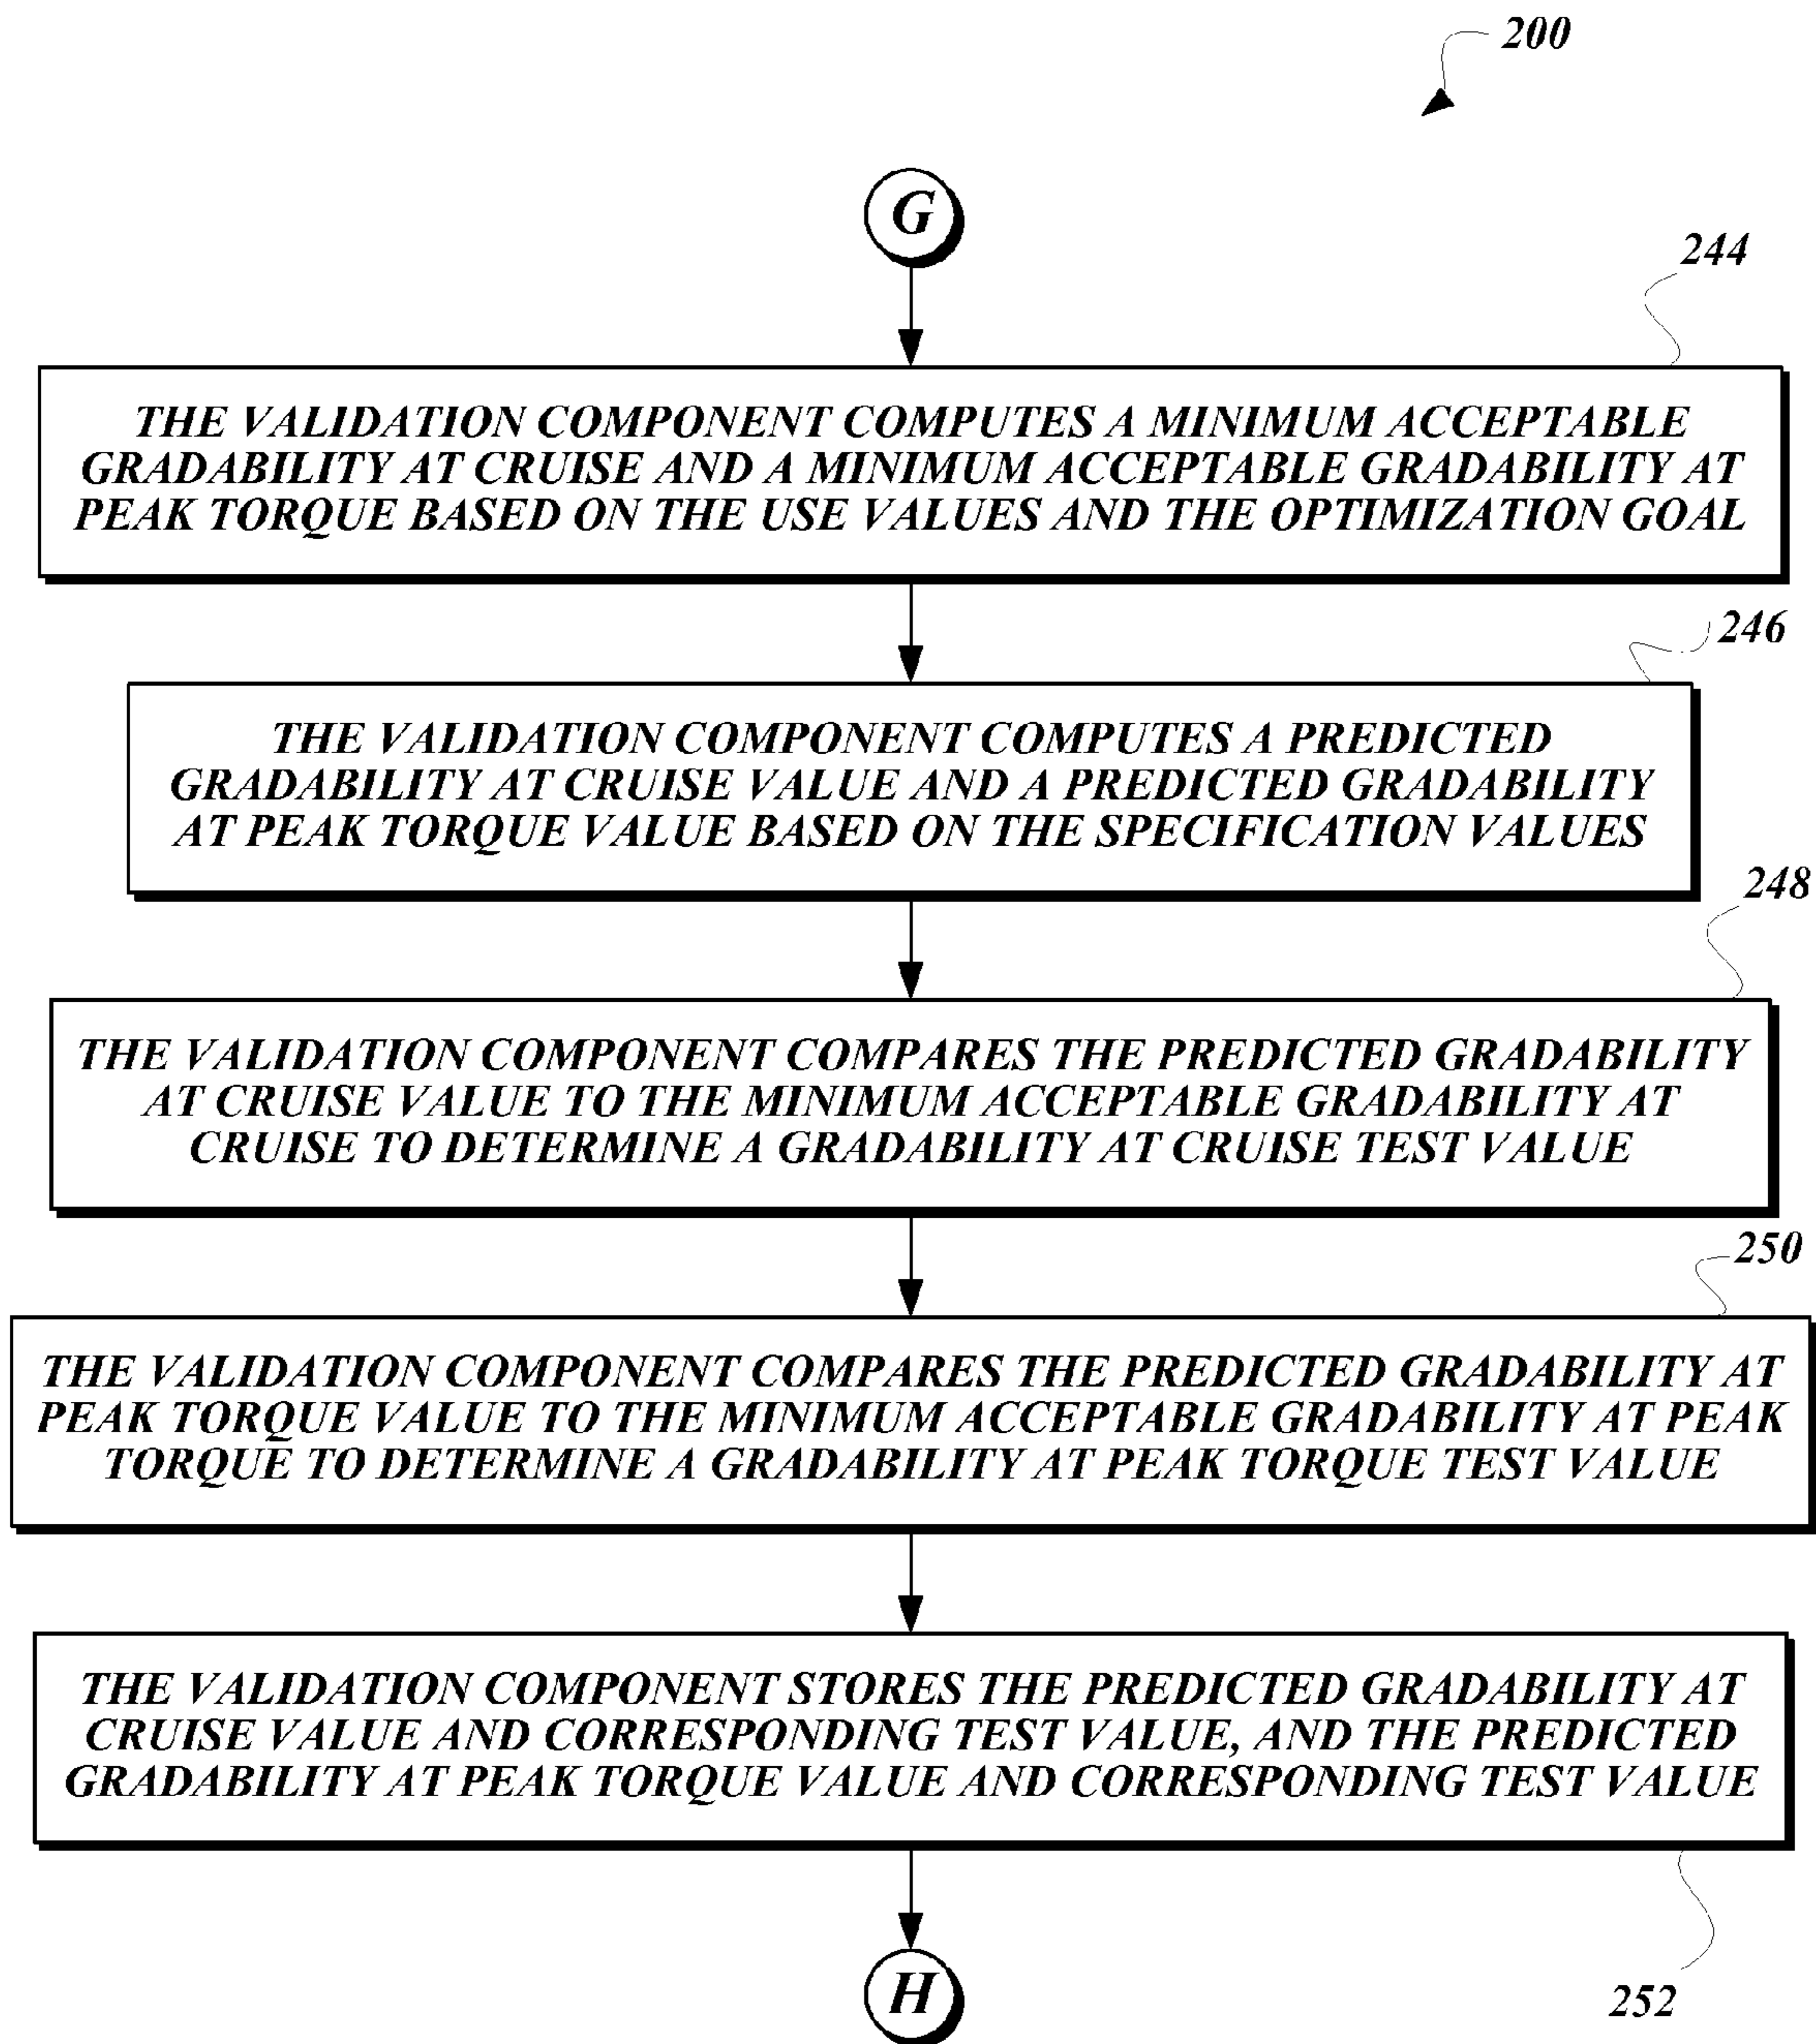 200
G
244
THE VALIDATION COMPONENT COMPUTES A MINIMUM ACCEPTABLE
GRADABILITY AT CRUISE AND A MINIMUM ACCEPTABLE GRADABILITY AT
PEAK TORQUE BASED ON THE USE VALUES AND THE OPTIMIZATION GOAL
246
THE VALIDATION COMPONENT COMPUTES A PREDICTED
GRADABILITY AT CRUISE VALUE AND A PREDICTED GRADABILITY
AT PEAK TORQUE VALUE BASED ON THE SPECIFICATION VALUES
248
THE VALIDATION COMPONENT COMPARES THE PREDICTED GRADABILITY
AT CRUISE VALUE TO THE MINIMUM ACCEPTABLE GRADABILITY AT
CRUISE TO DETERMINE A GRADABILITY AT CRUISE TEST VALUE
250
THE VALIDATION COMPONENT COMPARES THE PREDICTED GRADABILITY AT
PEAK TORQUE VALUE TO THE MINIMUM ACCEPTABLE GRADABILITY AT PEAK
TORQUE TO DETERMINE A GRADABILITY AT PEAK TORQUE TEST VALUE
THE VALIDATION COMPONENT STORES THE PREDICTED GRADABILITY AT
CRUISE VALUE AND CORRESPONDING TEST VALUE, AND THE PREDICTED
GRADABILITY AT PEAK TORQUE VALUE AND CORRESPONDING TEST VALUE
H
252